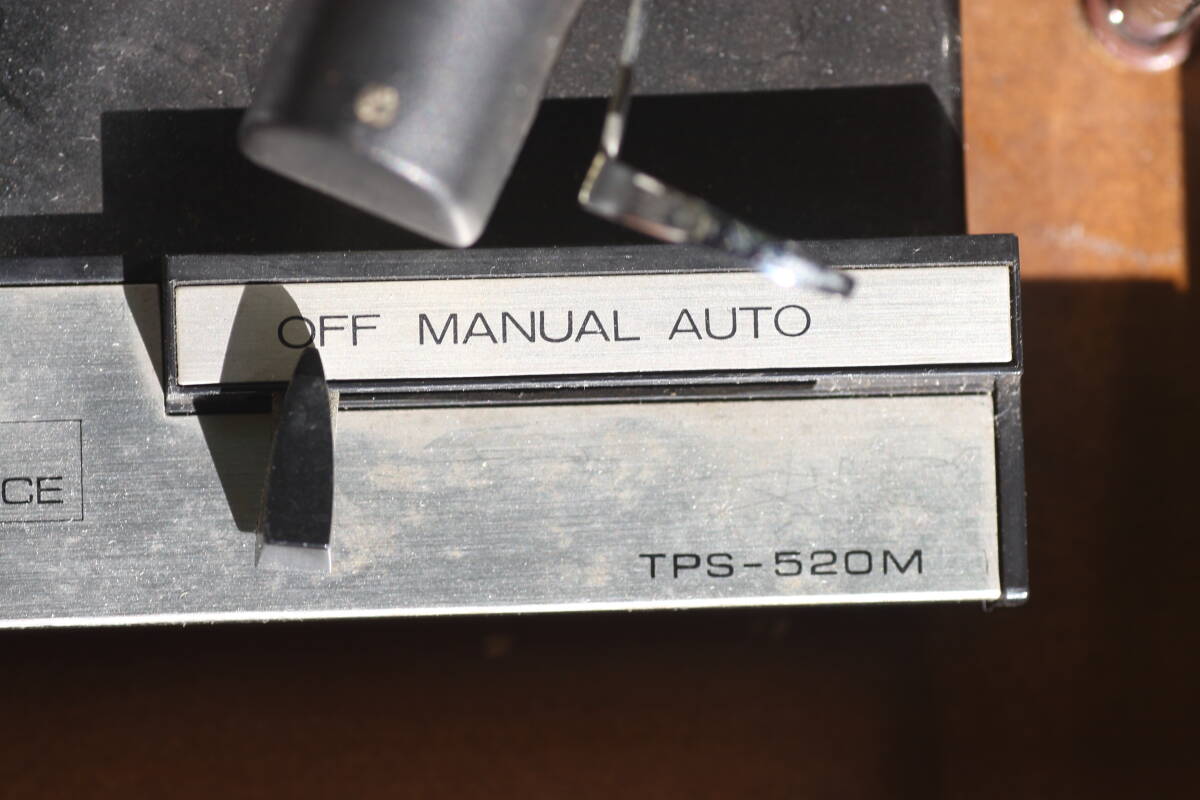 OFF MANUAL AUTO
CE
TPS-520M